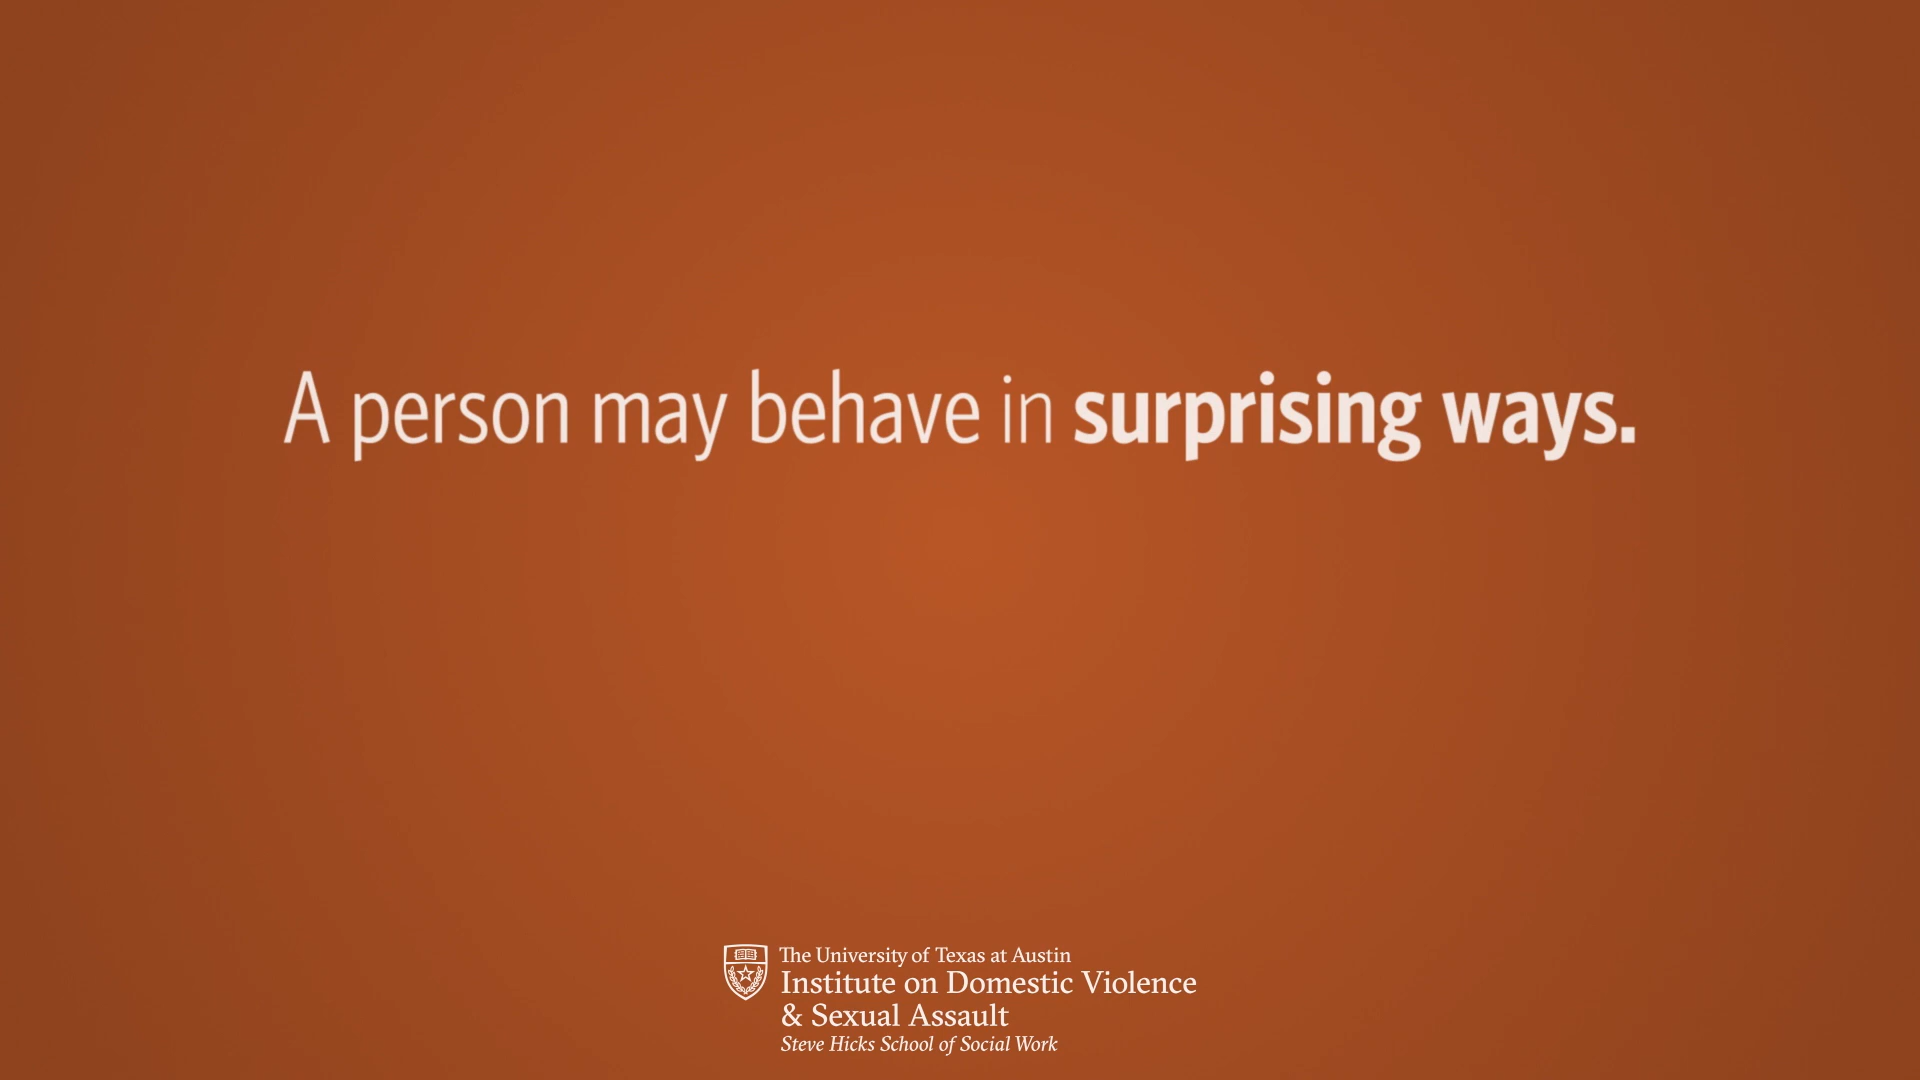 A person may behave in surprising ways.
The University of Texas at Austin
Institute on Domestic Violence
& Sexual Assault
Steve Hicks School of Social Work